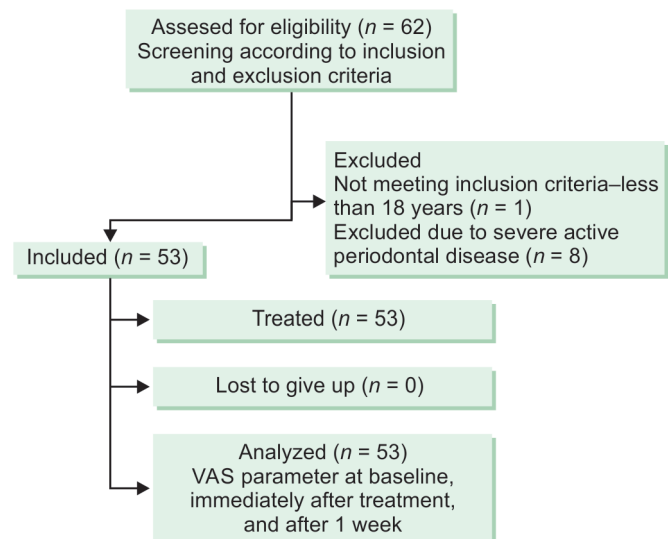 Assesed for eligibility (n = 62)
Screening according to inclusion
and exclusion criteria
Excluded
Not meeting inclusion criteria–less
than 18 years (n = 1)
Excluded due to severe active
periodontal disease (n = 8)
Included (n = 53)
Treated (n = 53)
Lost to give up (n = 0)
Analyzed (n = 53)
VAS parameter at baseline,
immediately after treatment,
and after 1 week